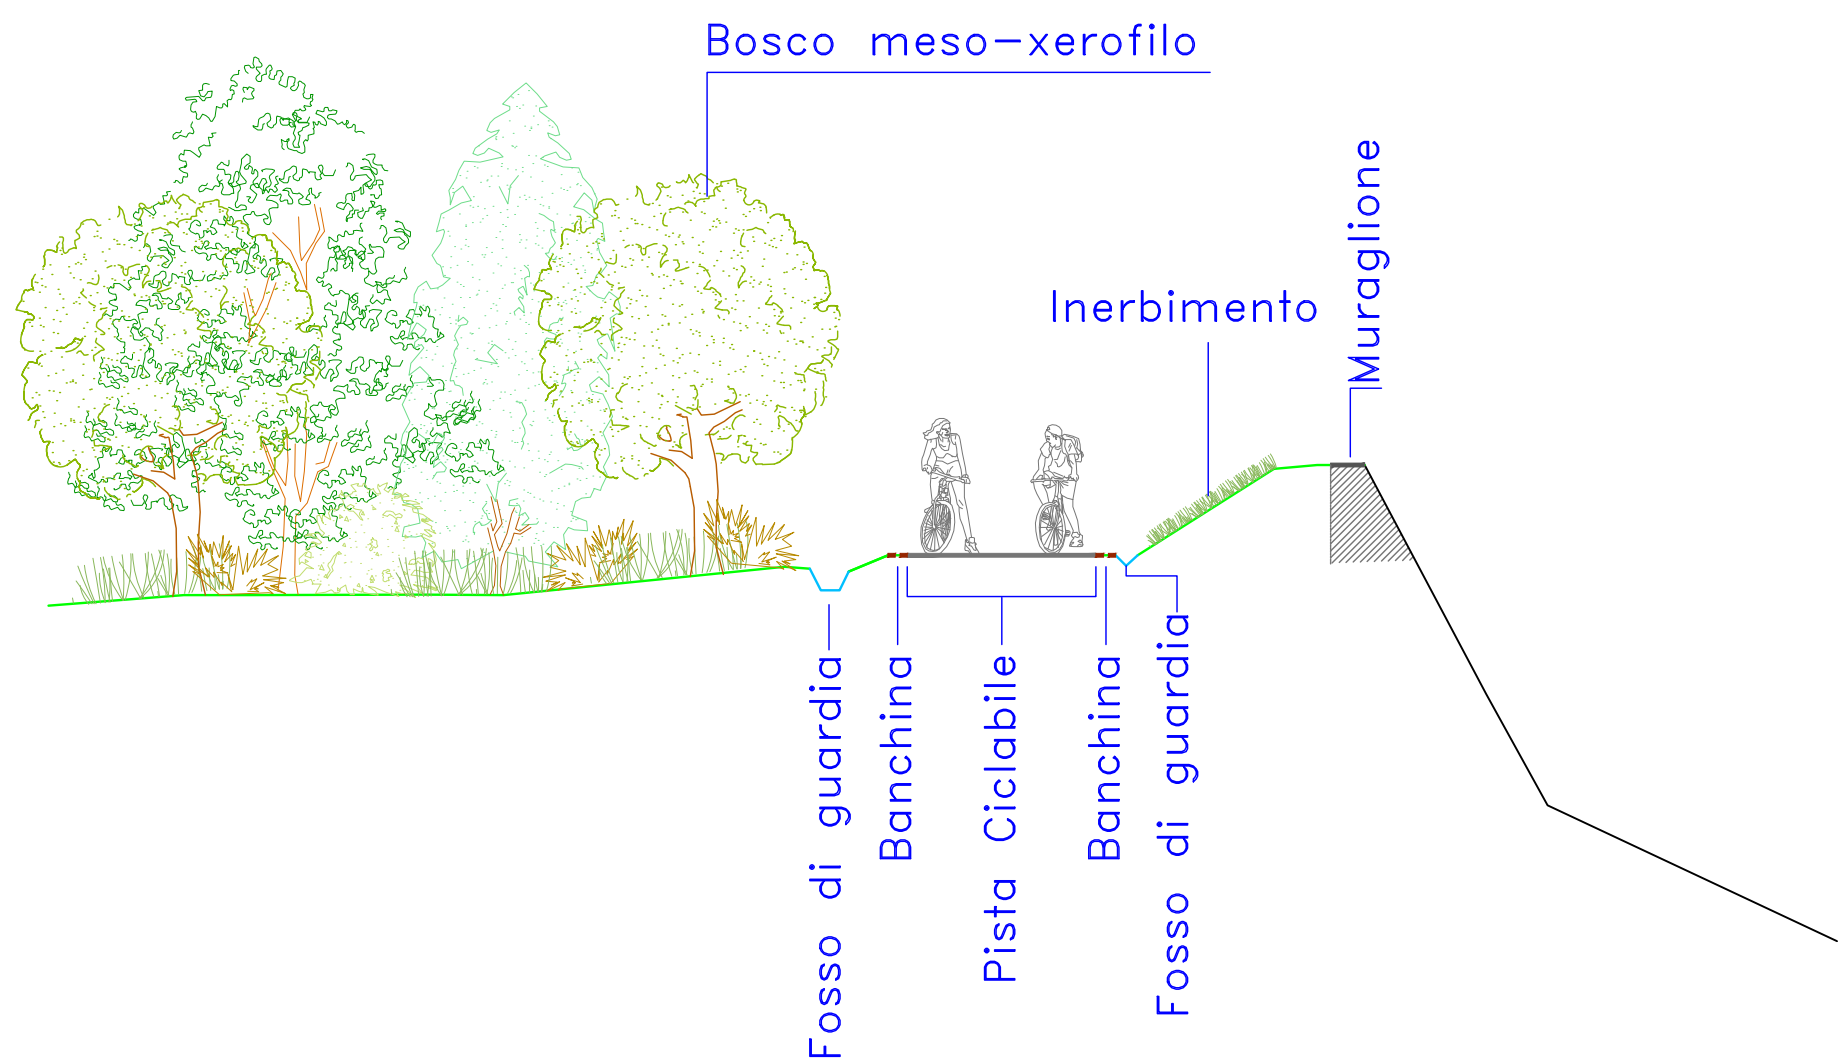 Bosco meso-xerofilo
Muraglione
Inerbimento
Fosso di guardia
Banchina
Pista Ciclabile
Banchina
Fosso di guardia